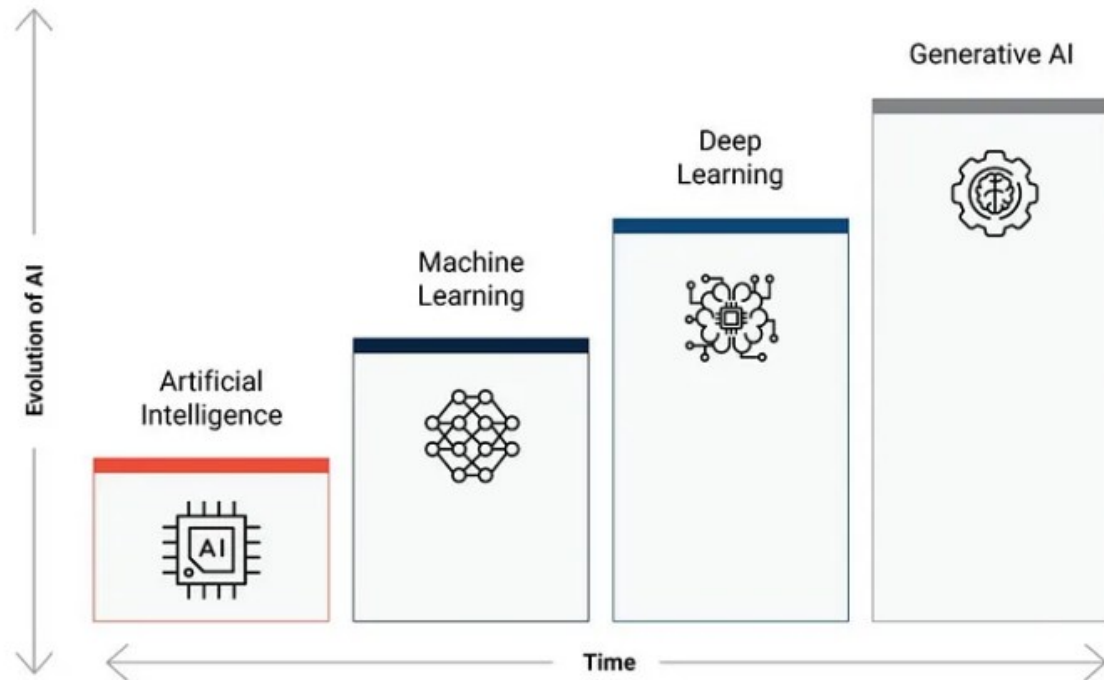 Generative AI
Deep
Learning
Machine
Learning
Artificial
Intelligence
AI
Evolution of AI
Time